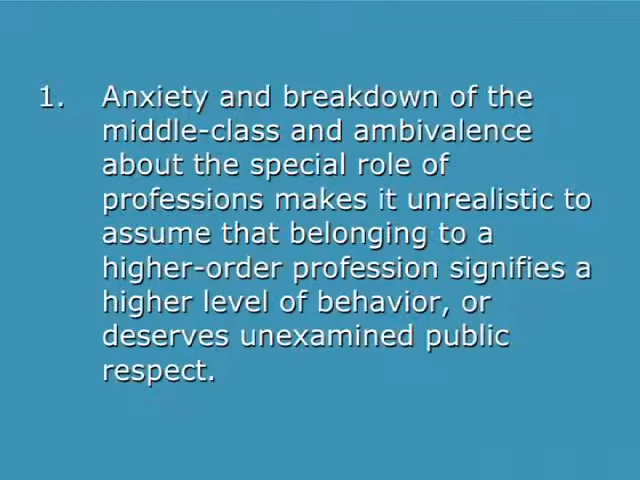 1. Anxiety and breakdown of the
middle-class and ambivalence
about the special role of
professions makes it unrealistic to
assume that belonging to a
higher-order profession signifies a
higher level of behavior, or
deserves unexamined public
respect.